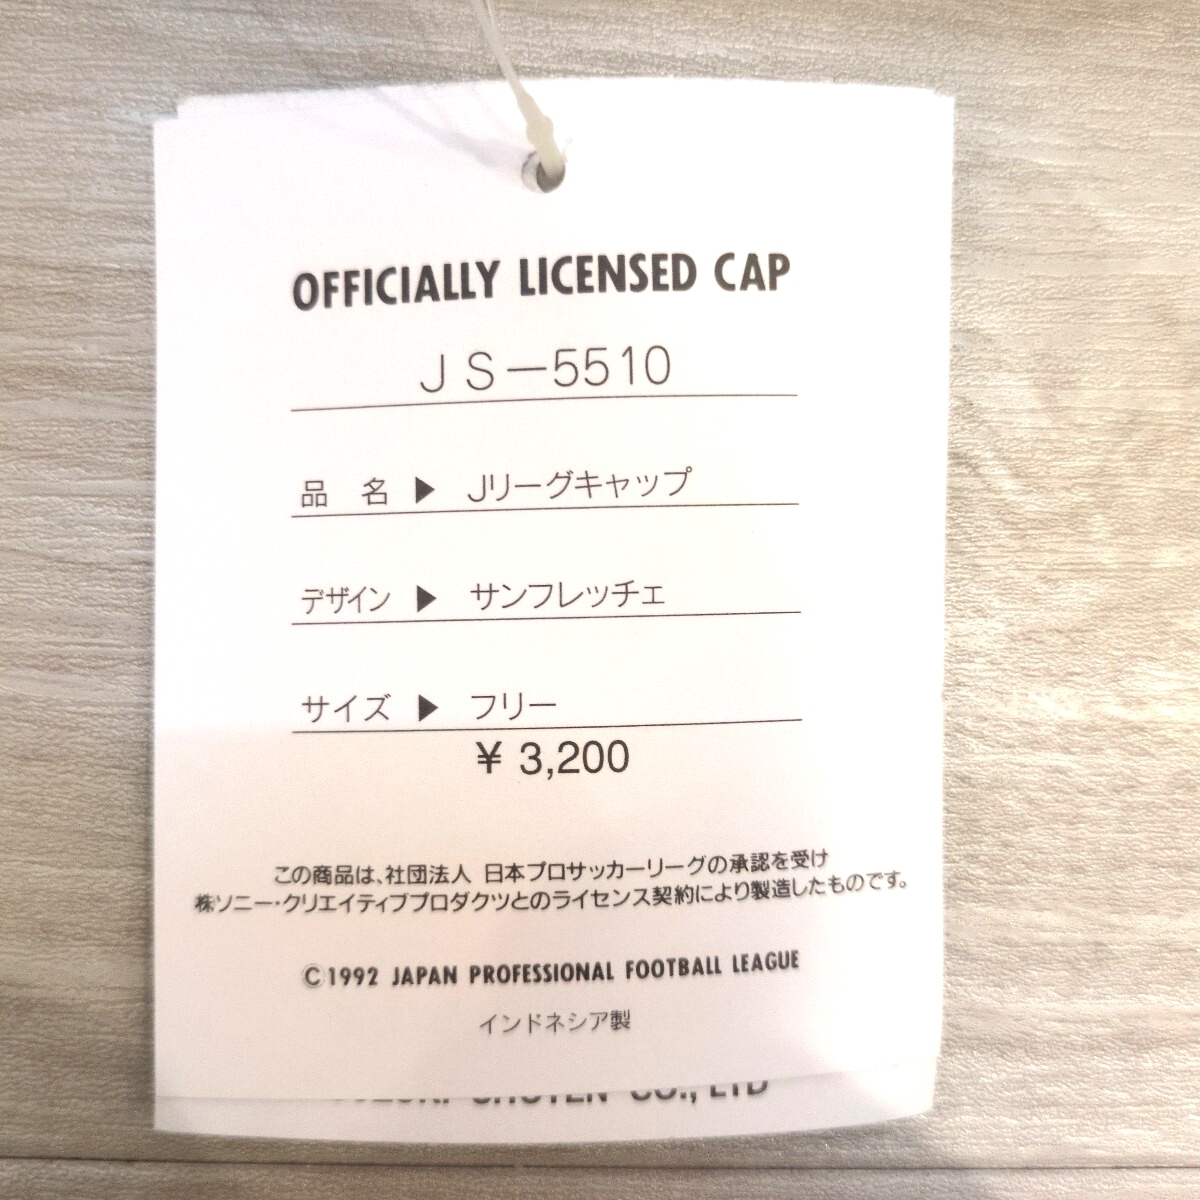 OFFICIALLY LICENSED CAP
JS-5510
品 名 ▶ Jリーグキャップ
デザイン ▶ サンフレッチェ
サイズ ▶ フリー
¥ 3,200
この商品は、社団法人 日本プロサッカーリーグの承認を受け
株ソニー・クリエイティブプロダクツとのライセンス契約により製造したものです。
©1992 JAPAN PROFESSIONAL FOOTBALL LEAGUE
インドネシア製
SHOTEN CO., LTD